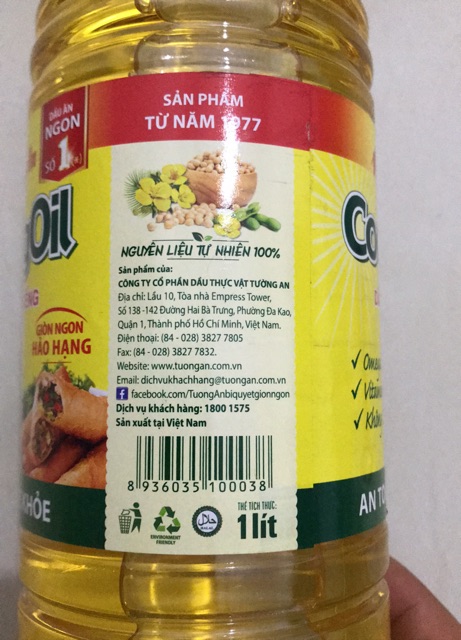 DẦU ĂN
NGON
SỐ 1(*)
SẢN PHẨM
TỪ NĂM 1977
Oil
GIÒN NGON
HẢO HẠNG
KHỎE
NGUYÊN LIỆU TỰ NHIÊN 100%
Sản phẩm của:
CÔNG TY CỔ PHẦN DẦU THỰC VẬT TƯỜNG AN
Địa chỉ: Lầu 10, Tòa nhà Empress Tower,
Số 138 -142 Đường Hai Bà Trưng, Phường Đa Kao,
Quận 1, Thành phố Hồ Chí Minh, Việt Nam.
Điện thoại: (84 - 028) 3827 7805
Fax: (84 - 028) 3827 7832.
Website: www.tuongan.com.vn
Email: dichvukhachhang@tuongan.com.vn
f facebook.com/TuongAnbiquyetgionngon
Dịch vụ khách hàng: 1800 1575
Sản xuất tại Việt Nam
8 936035 100038
ENVIRONMENT
FRIENDLY
HALAL
THỂ TÍCH THỰC:
1 lít
Co
✓ Omega
✓ Vitamin
✓ Không
AN TO